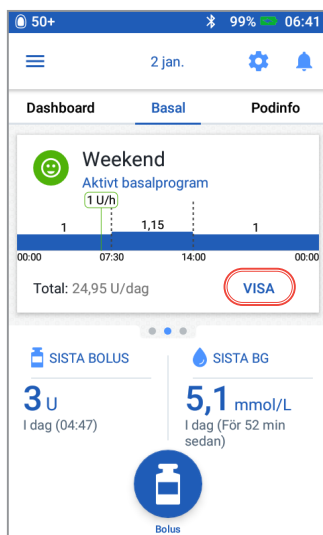 50+ 99% 06:41
2 jan.
Dashboard Basal Podinfo
Weekend
Aktivt basalprogram
1 U/h
1 1,15 1
00:00 07:30 14:00 00:00
Total: 24,95 U/dag VISA
SISTA BOLUS
3 U
I dag (04:47)
SISTA BG
5,1 mmol/L
I dag (För 52 min
sedan)
Bolus